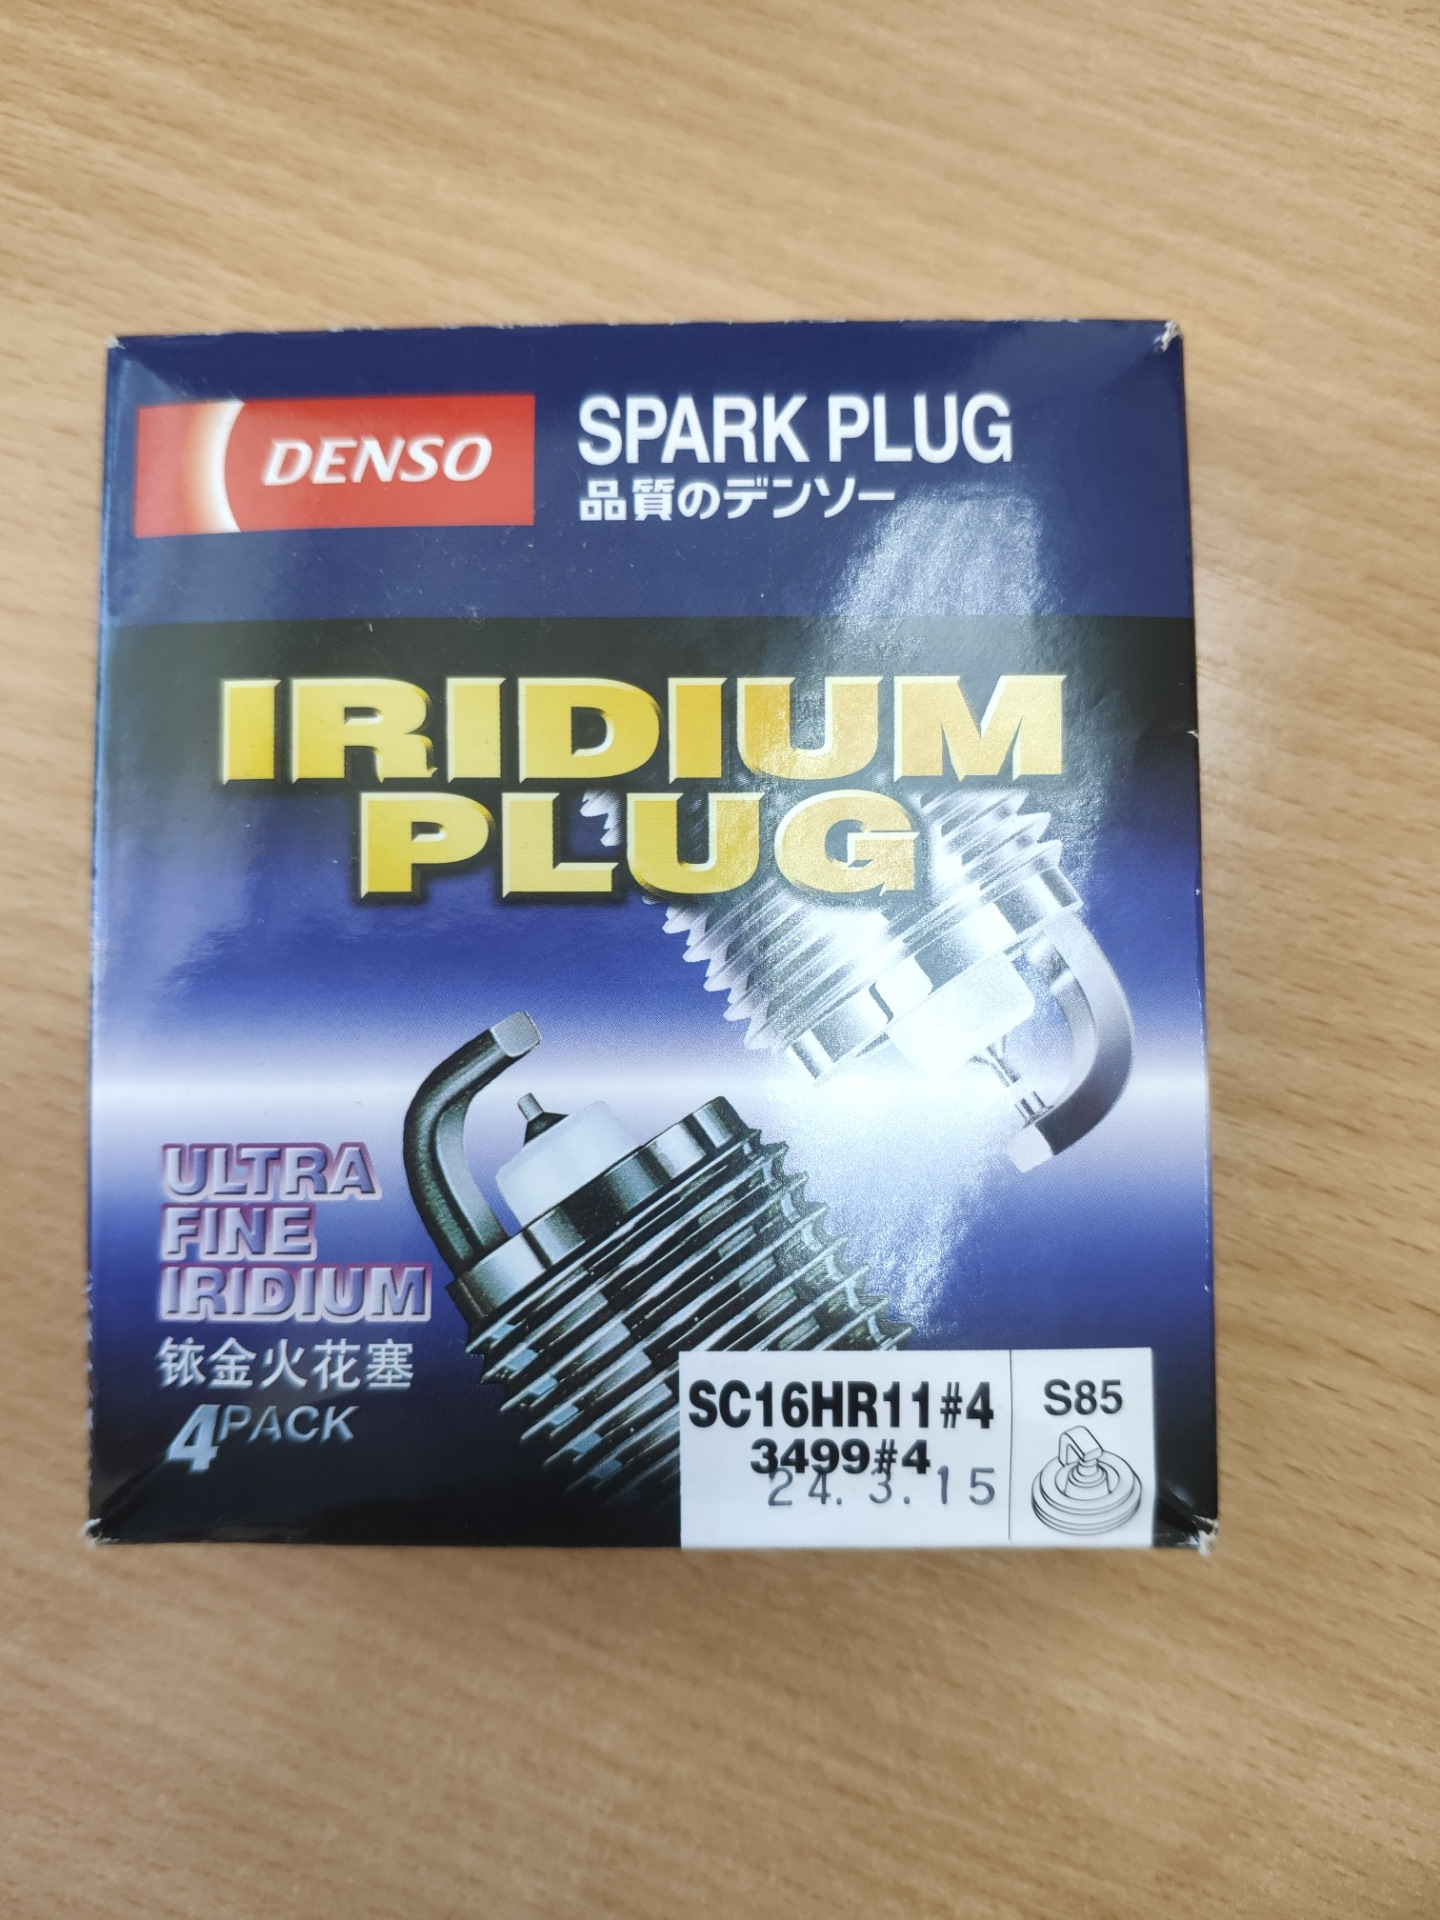 DENSO
SPARK PLUG
品質のデンソー
IRIDIUM
PLUG
ULTRA
FINE
IRIDIUM
铱金火花塞
4PACK
SC16HR11#4
3499#4
24.3.15
S85